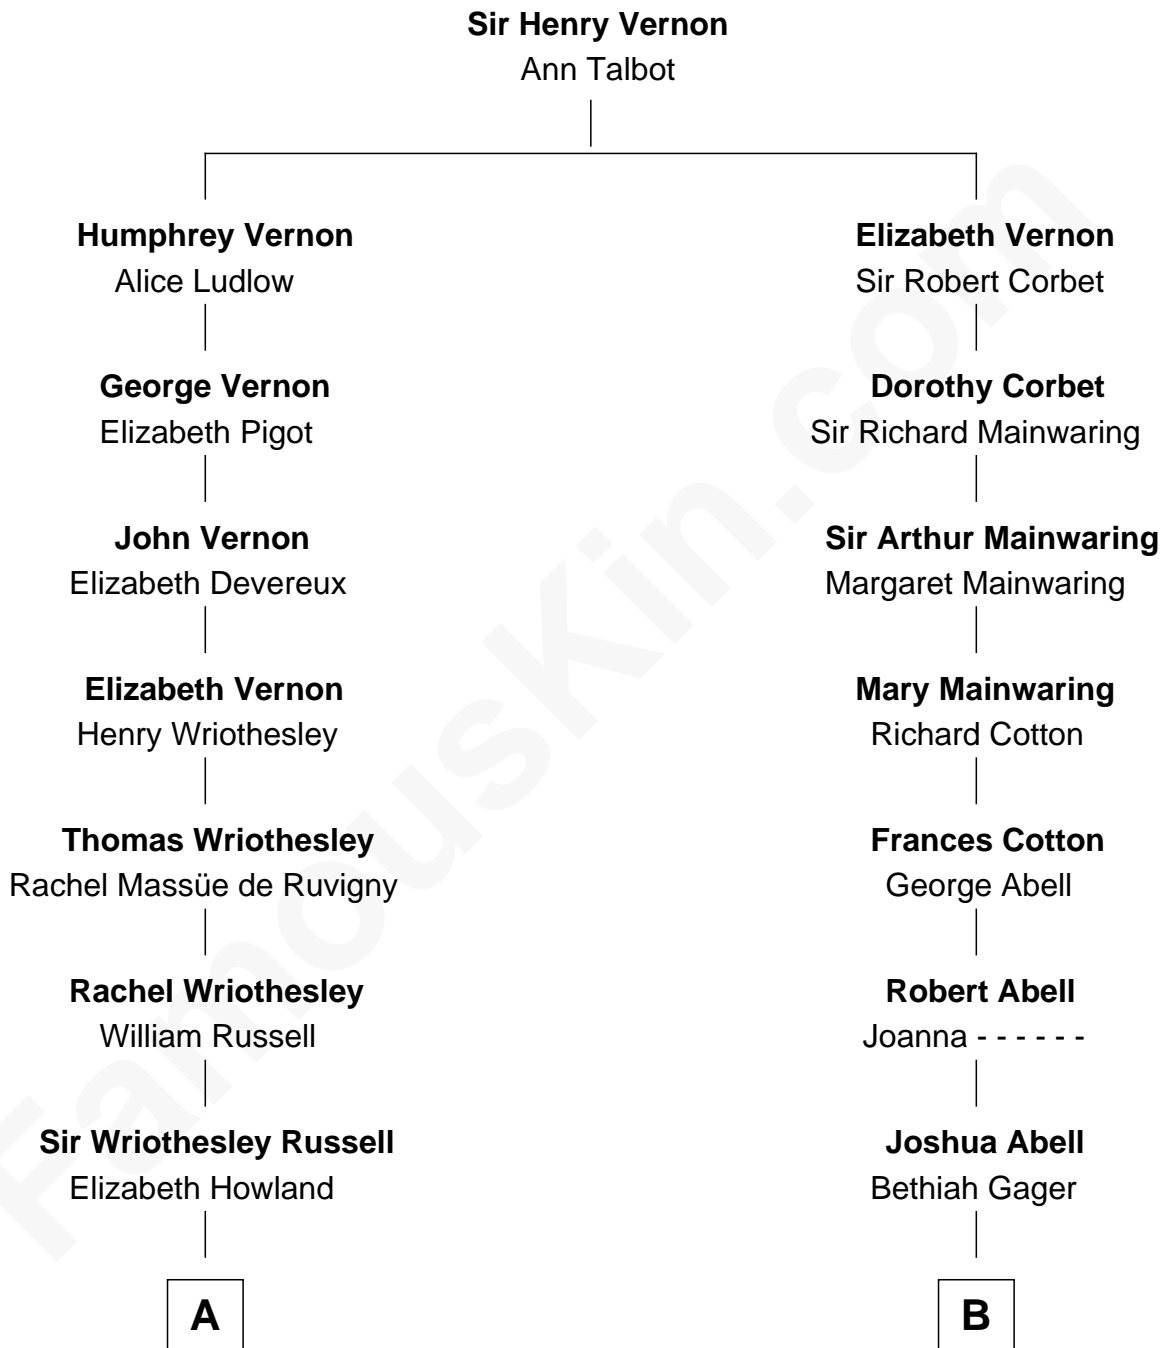 Sir Henry Vernon
Ann Talbot
Humphrey Vernon
Alice Ludlow
Elizabeth Vernon
Sir Robert Corbet
George Vernon
Elizabeth Pigot
Dorothy Corbet
Sir Richard Mainwaring
John Vernon
Elizabeth Devereux
Sir Arthur Mainwaring
Margaret Mainwaring
Elizabeth Vernon
Henry Wriothesley
Mary Mainwaring
Richard Cotton
Thomas Wriothesley
Rachel Massüe de Ruvigny
Frances Cotton
George Abell
Rachel Wriothesley
William Russell
Robert Abell
Joanna - - - - - -
Sir Wriothesley Russell
Elizabeth Howland
Joshua Abell
Bethiah Gager
A
B
FamousKin.com